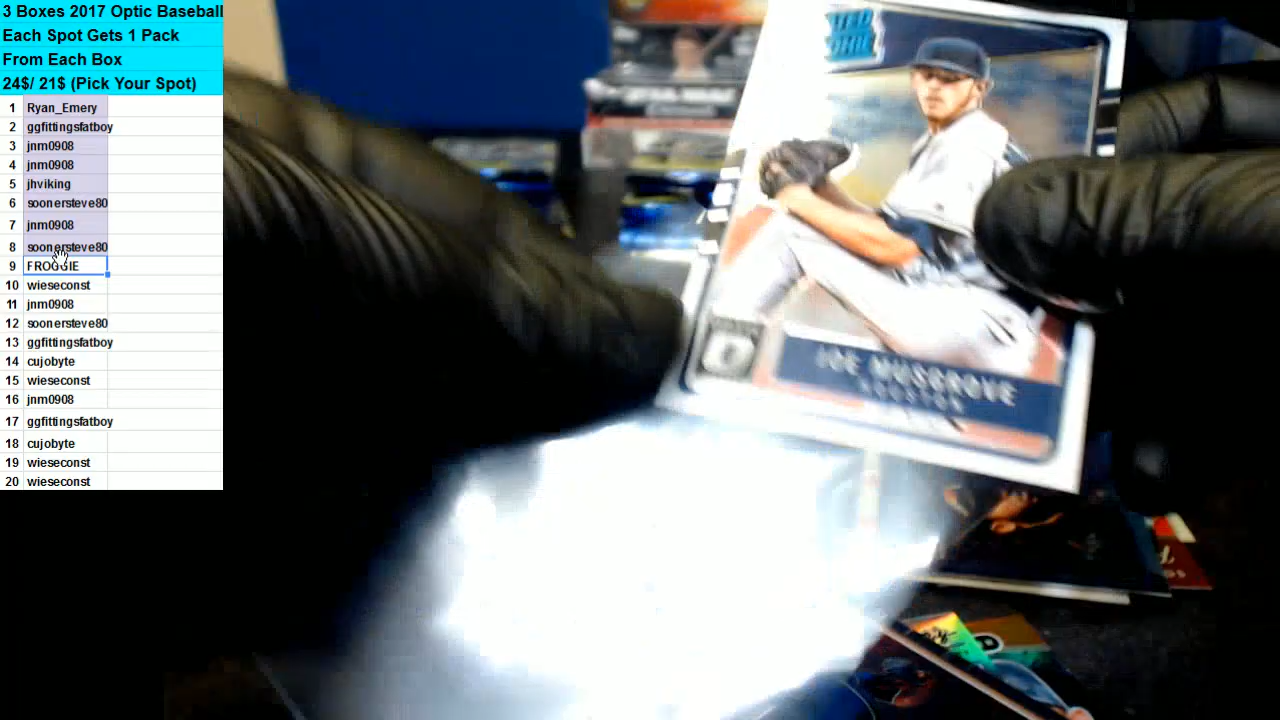 3 Boxes 2017 Optic Baseball
Each Spot Gets 1 Pack
From Each Box
24$/ 21$ (Pick Your Spot)
1 Ryan_Emery
2 ggfittingsfatboy
3 jnm0908
4 jnm0908
5 jhviking
6 soonersteve80
7 jnm0908
8 soonersteve80
9 FROGGIE
10 wieseconst
11 jnm0908
12 soonersteve80
13 ggfittingsfatboy
14 cujobyte
15 wieseconst
16 jnm0908
17 ggfittingsfatboy
18 cujobyte
19 wieseconst
20 wieseconst
JOE MUSGROVE
HOUSTON